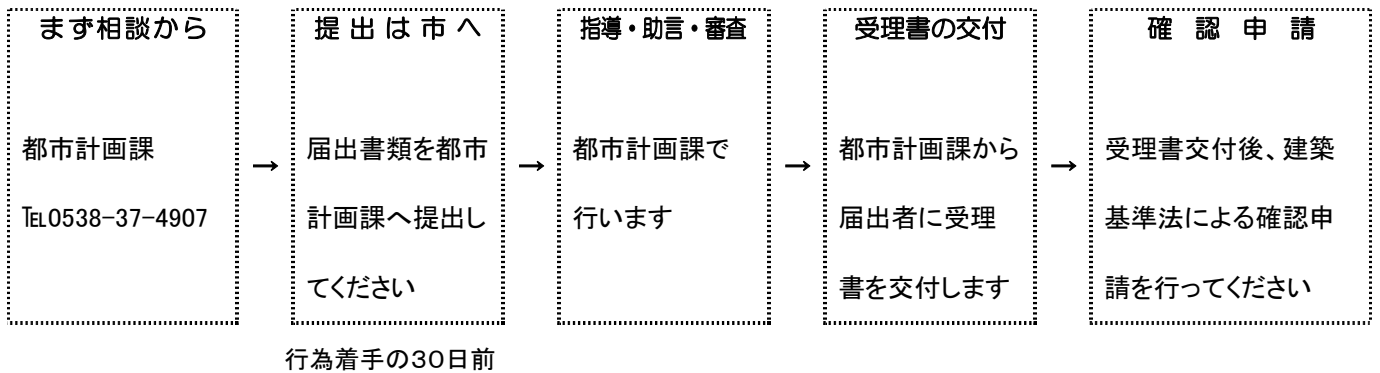 まず相談から
都市計画課
℡0538-37-4907
→
提出は市へ
届出書類を都市
計画課へ提出し
てください
行為着手の30日前
→
指導・助言・審査
都市計画課で
行います
→
受理書の交付
都市計画課から
届出者に受理
書を交付します
→
確認申請
受理書交付後、建築
基準法による確認申
請を行ってください